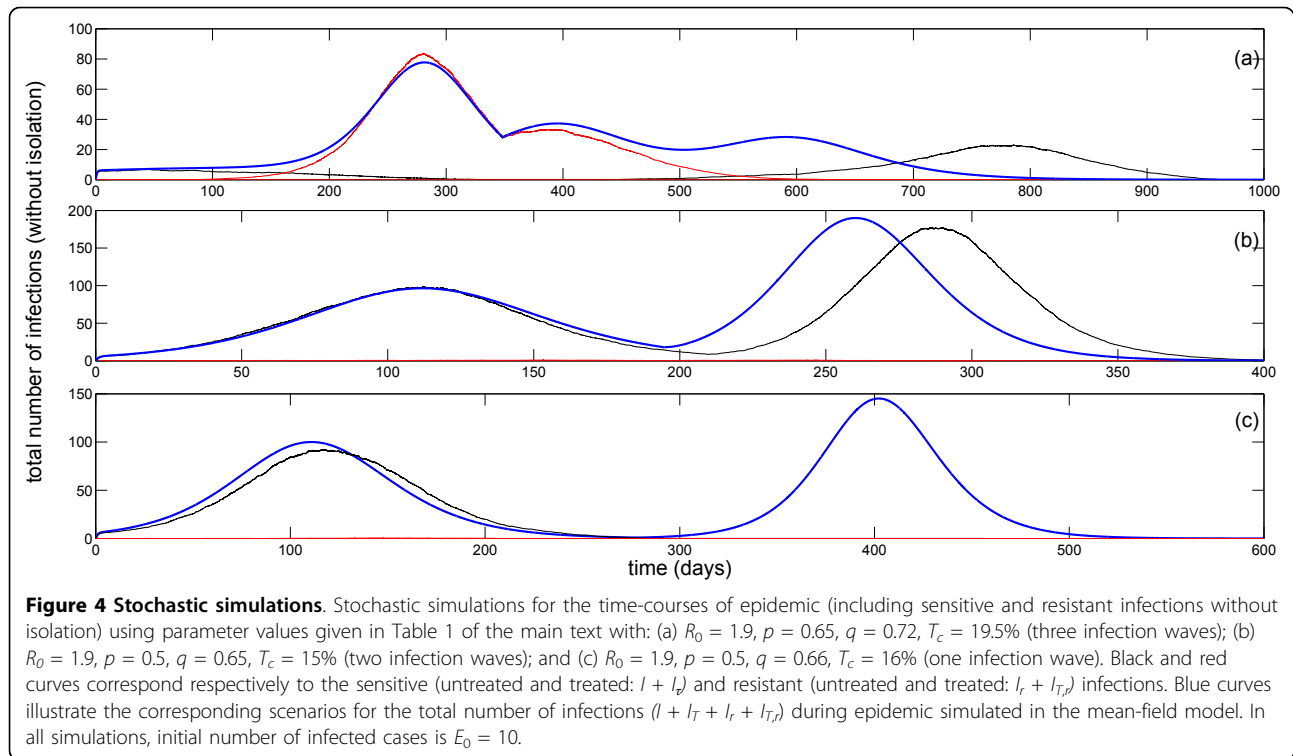 total number of infections (without isolation)
100
80
60
40
20
0
(a)
0 100 200 300 400 500 600 700 800 900 1000
200
150
100
50
0
(b)
0 50 100 150 200 250 300 350 400
150
100
50
0
(c)
0 100 200 300 400 500 600
time (days)
Figure 4 Stochastic simulations. Stochastic simulations for the time-courses of epidemic (including sensitive and resistant infections without
isolation) using parameter values given in Table 1 of the main text with: (a) R0 = 1.9, p = 0.65, q = 0.72, Tc = 19.5% (three infection waves); (b)
R0 = 1.9, p = 0.5, q = 0.65, Tc = 15% (two infection waves); and (c) R0 = 1.9, p = 0.5, q = 0.66, Tc = 16% (one infection wave). Black and red
curves correspond respectively to the sensitive (untreated and treated: I + Iτ) and resistant (untreated and treated: Ir + IT,r) infections. Blue curves
illustrate the corresponding scenarios for the total number of infections (I + IT + Ir + IT,r) during epidemic simulated in the mean-field model. In
all simulations, initial number of infected cases is E0 = 10.